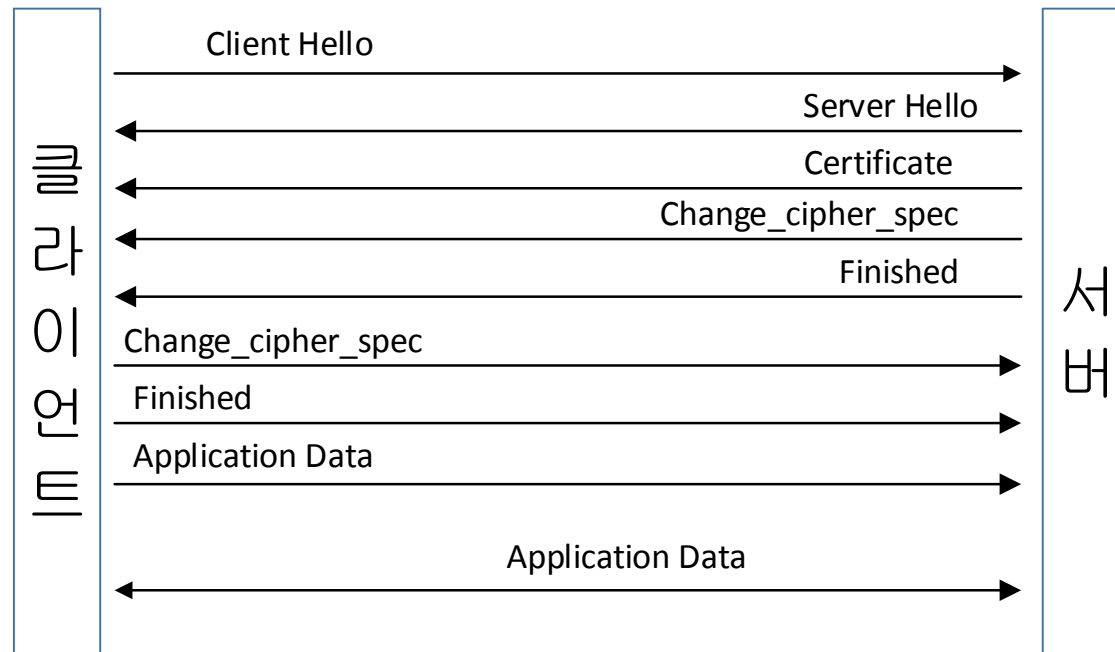 클라이언트
Client Hello
Server Hello
Certificate
Change_cipher_spec
Finished
Change_cipher_spec
Finished
Application Data
Application Data
서버